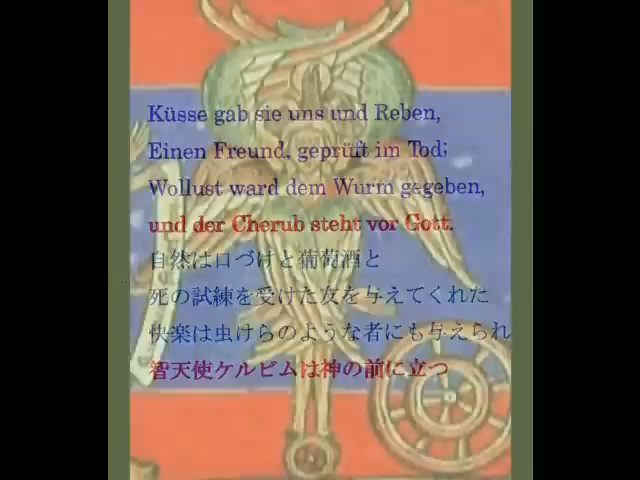 Küsse gab sie uns und Reben,
Einen Freund, geprüft im Tod;
Wollust ward dem Wurm gegeben,
und der Cherub steht vor Gott.
自然は口づけと葡萄酒と
死の試練を受けた友を与えてくれた
快楽は虫けらのような者にも与えられ
智天使ケルビムは神の前に立つ